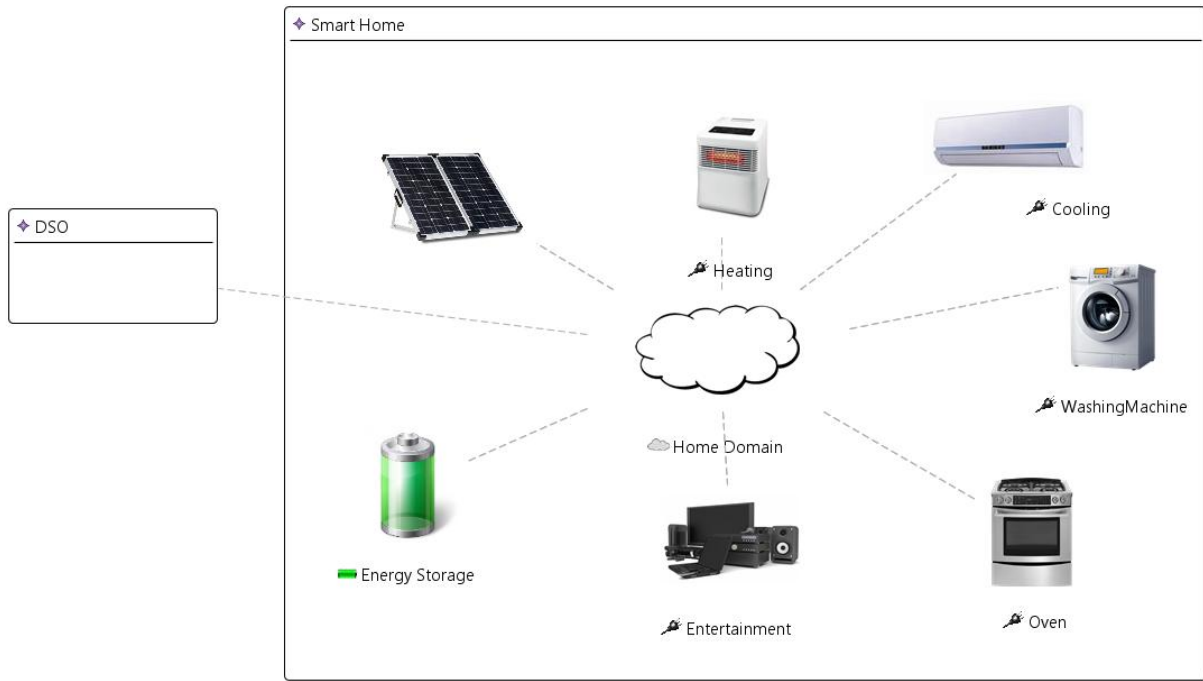 Smart Home
DSO
Cooling
Heating
WashingMachine
Home Domain
Energy Storage
Entertainment
Oven